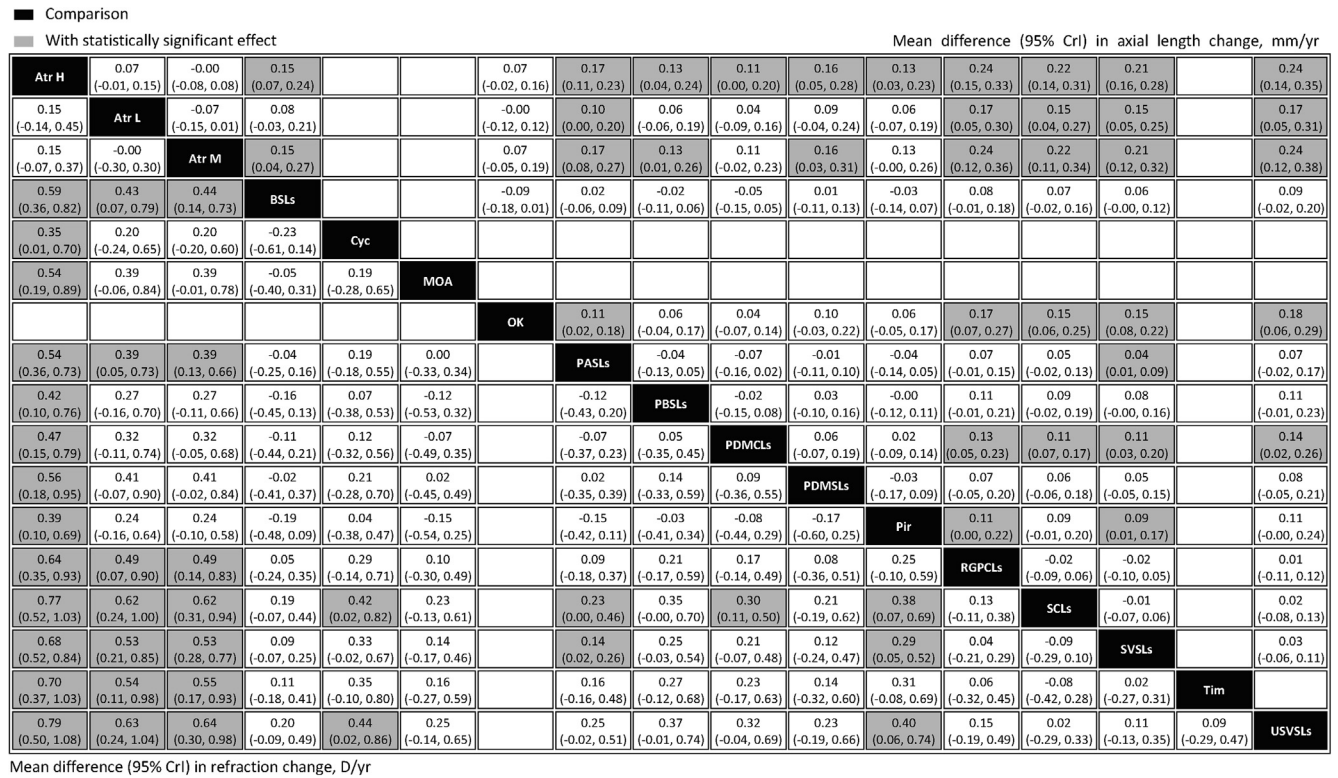 Comparison
With statistically significant effect
Mean difference (95% CrI) in axial length change, mm/yr
Atr H 0.07 -0.00 0.15 0.07 0.17 0.13 0.11 0.16 0.13 0.24 0.22 0.21 0.24
(-0.01, 0.15) (-0.08, 0.08) (0.07, 0.24) (-0.02, 0.16) (0.11, 0.23) (0.04, 0.24) (0.00, 0.20) (0.05, 0.28) (0.03, 0.23) (0.15, 0.33) (0.14, 0.31) (0.16, 0.28) (0.14, 0.35)
0.15 Atr L -0.07 0.08 -0.00 0.10 0.06 0.04 0.09 0.06 0.17 0.15 0.15 0.17
(-0.14, 0.45) (-0.15, 0.01) (-0.03, 0.21) (-0.12, 0.12) (0.00, 0.20) (-0.06, 0.19) (-0.09, 0.16) (-0.04, 0.24) (-0.07, 0.19) (0.05, 0.30) (0.04, 0.27) (0.05, 0.25) (0.05, 0.31)
0.15 -0.00 Atr M 0.15 0.07 0.17 0.13 0.11 0.16 0.13 0.24 0.22 0.21 0.24
(-0.07, 0.37) (-0.30, 0.30) (0.04, 0.27) (-0.05, 0.19) (0.08, 0.27) (0.01, 0.26) (-0.02, 0.23) (0.03, 0.31) (-0.00, 0.26) (0.12, 0.36) (0.11, 0.34) (0.12, 0.32) (0.12, 0.38)
0.59 0.43 0.44 BSLs -0.09 0.02 -0.02 -0.05 0.01 -0.03 0.08 0.07 0.06 0.09
(0.36, 0.82) (0.07, 0.79) (0.14, 0.73) (-0.18, 0.01) (-0.06, 0.09) (-0.11, 0.06) (-0.15, 0.05) (-0.11, 0.13) (-0.14, 0.07) (-0.01, 0.18) (-0.02, 0.16) (-0.00, 0.12) (-0.02, 0.20)
0.35 0.20 0.20 -0.23 Cyc
(0.01, 0.70) (-0.24, 0.65) (-0.20, 0.60) (-0.61, 0.14)
0.54 0.39 0.39 -0.05 0.19 MOA
(0.19, 0.89) (-0.06, 0.84) (-0.01, 0.78) (-0.40, 0.31) (-0.28, 0.65)
OK 0.11 0.06 0.04 0.10 0.06 0.17 0.15 0.15 0.18
(0.02, 0.18) (-0.04, 0.17) (-0.07, 0.14) (-0.03, 0.22) (-0.05, 0.17) (0.07, 0.27) (0.06, 0.25) (0.08, 0.22) (0.06, 0.29)
0.54 0.39 0.39 -0.04 0.19 0.00 PASLs -0.04 -0.07 -0.01 -0.04 0.07 0.05 0.04 0.07
(0.36, 0.73) (0.05, 0.73) (0.13, 0.66) (-0.25, 0.16) (-0.18, 0.55) (-0.33, 0.34) (-0.13, 0.05) (-0.16, 0.02) (-0.11, 0.10) (-0.14, 0.05) (-0.01, 0.15) (-0.02, 0.13) (0.01, 0.09) (-0.02, 0.17)
0.42 0.27 0.27 -0.16 0.07 -0.12 -0.12 PBSLs -0.02 0.03 -0.00 0.11 0.09 0.08 0.11
(0.10, 0.76) (-0.16, 0.70) (-0.11, 0.66) (-0.45, 0.13) (-0.38, 0.53) (-0.53, 0.32) (-0.43, 0.20) (-0.15, 0.08) (-0.10, 0.16) (-0.12, 0.11) (-0.01, 0.21) (-0.02, 0.19) (-0.00, 0.16) (-0.01, 0.23)
0.47 0.32 0.32 -0.11 0.12 -0.07 -0.07 0.05 PDMCLs 0.06 0.02 0.13 0.11 0.11 0.14
(0.15, 0.79) (-0.11, 0.74) (-0.05, 0.68) (-0.44, 0.21) (-0.32, 0.56) (-0.49, 0.35) (-0.37, 0.23) (-0.35, 0.45) (-0.07, 0.19) (-0.09, 0.14) (0.05, 0.23) (0.07, 0.17) (0.03, 0.20) (0.02, 0.26)
0.56 0.41 0.41 -0.02 0.21 0.02 0.02 0.14 0.09 PDMSLs -0.03 0.07 0.06 0.05 0.08
(0.18, 0.95) (-0.07, 0.90) (-0.02, 0.84) (-0.41, 0.37) (-0.28, 0.70) (-0.45, 0.49) (-0.35, 0.39) (-0.33, 0.59) (-0.36, 0.55) (-0.17, 0.09) (-0.05, 0.20) (-0.06, 0.18) (-0.05, 0.15) (-0.05, 0.21)
0.39 0.24 0.24 -0.19 0.04 -0.15 -0.15 -0.03 -0.08 -0.17 Pir 0.11 0.09 0.09 0.11
(0.10, 0.69) (-0.16, 0.64) (-0.10, 0.58) (-0.48, 0.09) (-0.38, 0.47) (-0.54, 0.25) (-0.42, 0.11) (-0.41, 0.34) (-0.44, 0.29) (-0.60, 0.25) (0.00, 0.22) (-0.01, 0.20) (0.01, 0.17) (-0.00, 0.24)
0.64 0.49 0.49 0.05 0.29 0.10 0.09 0.21 0.17 0.08 0.25 RGPCLs -0.02 -0.02 0.01
(0.35, 0.93) (0.07, 0.90) (0.14, 0.83) (-0.24, 0.35) (-0.14, 0.71) (-0.30, 0.49) (-0.18, 0.37) (-0.17, 0.59) (-0.14, 0.49) (-0.36, 0.51) (-0.10, 0.59) (-0.09, 0.06) (-0.10, 0.05) (-0.11, 0.12)
0.77 0.62 0.62 0.19 0.42 0.23 0.23 0.35 0.30 0.21 0.38 0.13 SCLs -0.01 0.02
(0.52, 1.03) (0.24, 1.00) (0.31, 0.94) (-0.07, 0.44) (0.02, 0.82) (-0.13, 0.61) (0.00, 0.46) (-0.00, 0.70) (0.11, 0.50) (-0.19, 0.62) (0.07, 0.69) (-0.11, 0.38) (-0.07, 0.06) (-0.08, 0.13)
0.68 0.53 0.53 0.09 0.33 0.14 0.14 0.25 0.21 0.12 0.29 0.04 -0.09 SVSLs 0.03
(0.52, 0.84) (0.21, 0.85) (0.28, 0.77) (-0.07, 0.25) (-0.02, 0.67) (-0.17, 0.46) (0.02, 0.26) (-0.03, 0.54) (-0.07, 0.48) (-0.24, 0.47) (0.05, 0.52) (-0.21, 0.29) (-0.29, 0.10) (-0.06, 0.11)
0.70 0.54 0.55 0.11 0.35 0.16 0.16 0.27 0.23 0.14 0.31 0.06 -0.08 0.02 Tim
(0.37, 1.03) (0.11, 0.98) (0.17, 0.93) (-0.18, 0.41) (-0.10, 0.80) (-0.27, 0.59) (-0.16, 0.48) (-0.12, 0.68) (-0.17, 0.63) (-0.32, 0.60) (-0.08, 0.69) (-0.32, 0.45) (-0.42, 0.28) (-0.27, 0.31)
0.79 0.63 0.64 0.20 0.44 0.25 0.25 0.37 0.32 0.23 0.40 0.15 0.02 0.11 0.09 USVSLs
(0.50, 1.08) (0.24, 1.04) (0.30, 0.98) (-0.09, 0.49) (0.02, 0.86) (-0.14, 0.65) (-0.02, 0.51) (-0.01, 0.74) (-0.04, 0.69) (-0.19, 0.66) (0.06, 0.74) (-0.19, 0.49) (-0.29, 0.33) (-0.13, 0.35) (-0.29, 0.47)
Mean difference (95% CrI) in refraction change, D/yr